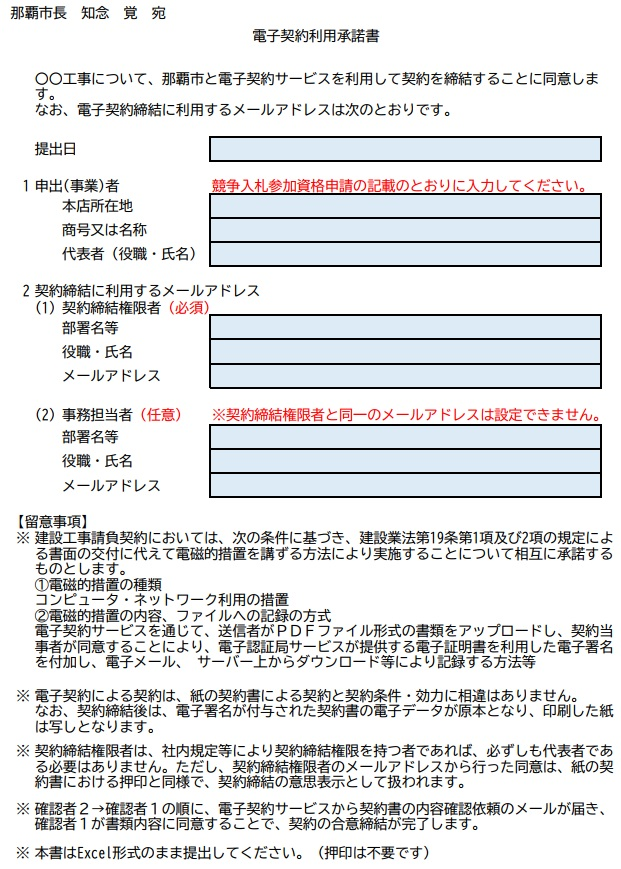 那覇市長　知念　覚　宛
電子契約利用承諾書
〇〇工事について、那覇市と電子契約サービスを利用して契約を締結することに同意しま
す。
なお、電子契約締結に利用するメールアドレスは次のとおりです。
提出日
1 申出(事業)者 競争入札参加資格申請の記載のとおりに入力してください。
本店所在地
商号又は名称
代表者（役職・氏名）
2 契約締結に利用するメールアドレス
(1) 契約締結権限者（必須）
部署名等
役職・氏名
メールアドレス
(2) 事務担当者（任意） ※契約締結権限者と同一のメールアドレスは設定できません。
部署名等
役職・氏名
メールアドレス
【留意事項】
※ 建設工事請負契約においては、次の条件に基づき、建設業法第19条第1項及び2項の規定によ
る書面の交付に代えて電磁的措置を講ずる方法により実施することについて相互に承諾する
ものとします。
①電磁的措置の種類
コンピュータ・ネットワーク利用の措置
②電磁的措置の内容、ファイルへの記録の方式
電子契約サービスを通じて、送信者がＰＤＦファイル形式の書類をアップロードし、契約当
事者が同意することにより、電子認証局サービスが提供する電子証明書を利用した電子署名
を付加し、電子メール、　サーバー上からダウンロード等により記録する方法等
※ 電子契約による契約は、紙の契約書による契約と契約条件・効力に相違はありません。
なお、契約締結後は、電子署名が付与された契約書の電子データが原本となり、印刷した紙
は写しとなります。
※ 契約締結権限者は、社内規定等により契約締結権限を持つ者であれば、必ずしも代表者であ
る必要はありません。ただし、契約締結権限者のメールアドレスから行った同意は、紙の契
約書における押印と同様で、契約締結の意思表示として扱われます。
※ 確認者２→確認者１の順に、電子契約サービスから契約書の内容確認依頼のメールが届き、
確認者１が書類内容に同意することで、契約の合意締結が完了します。
※ 本書はExcel形式のまま提出してください。（押印は不要です）